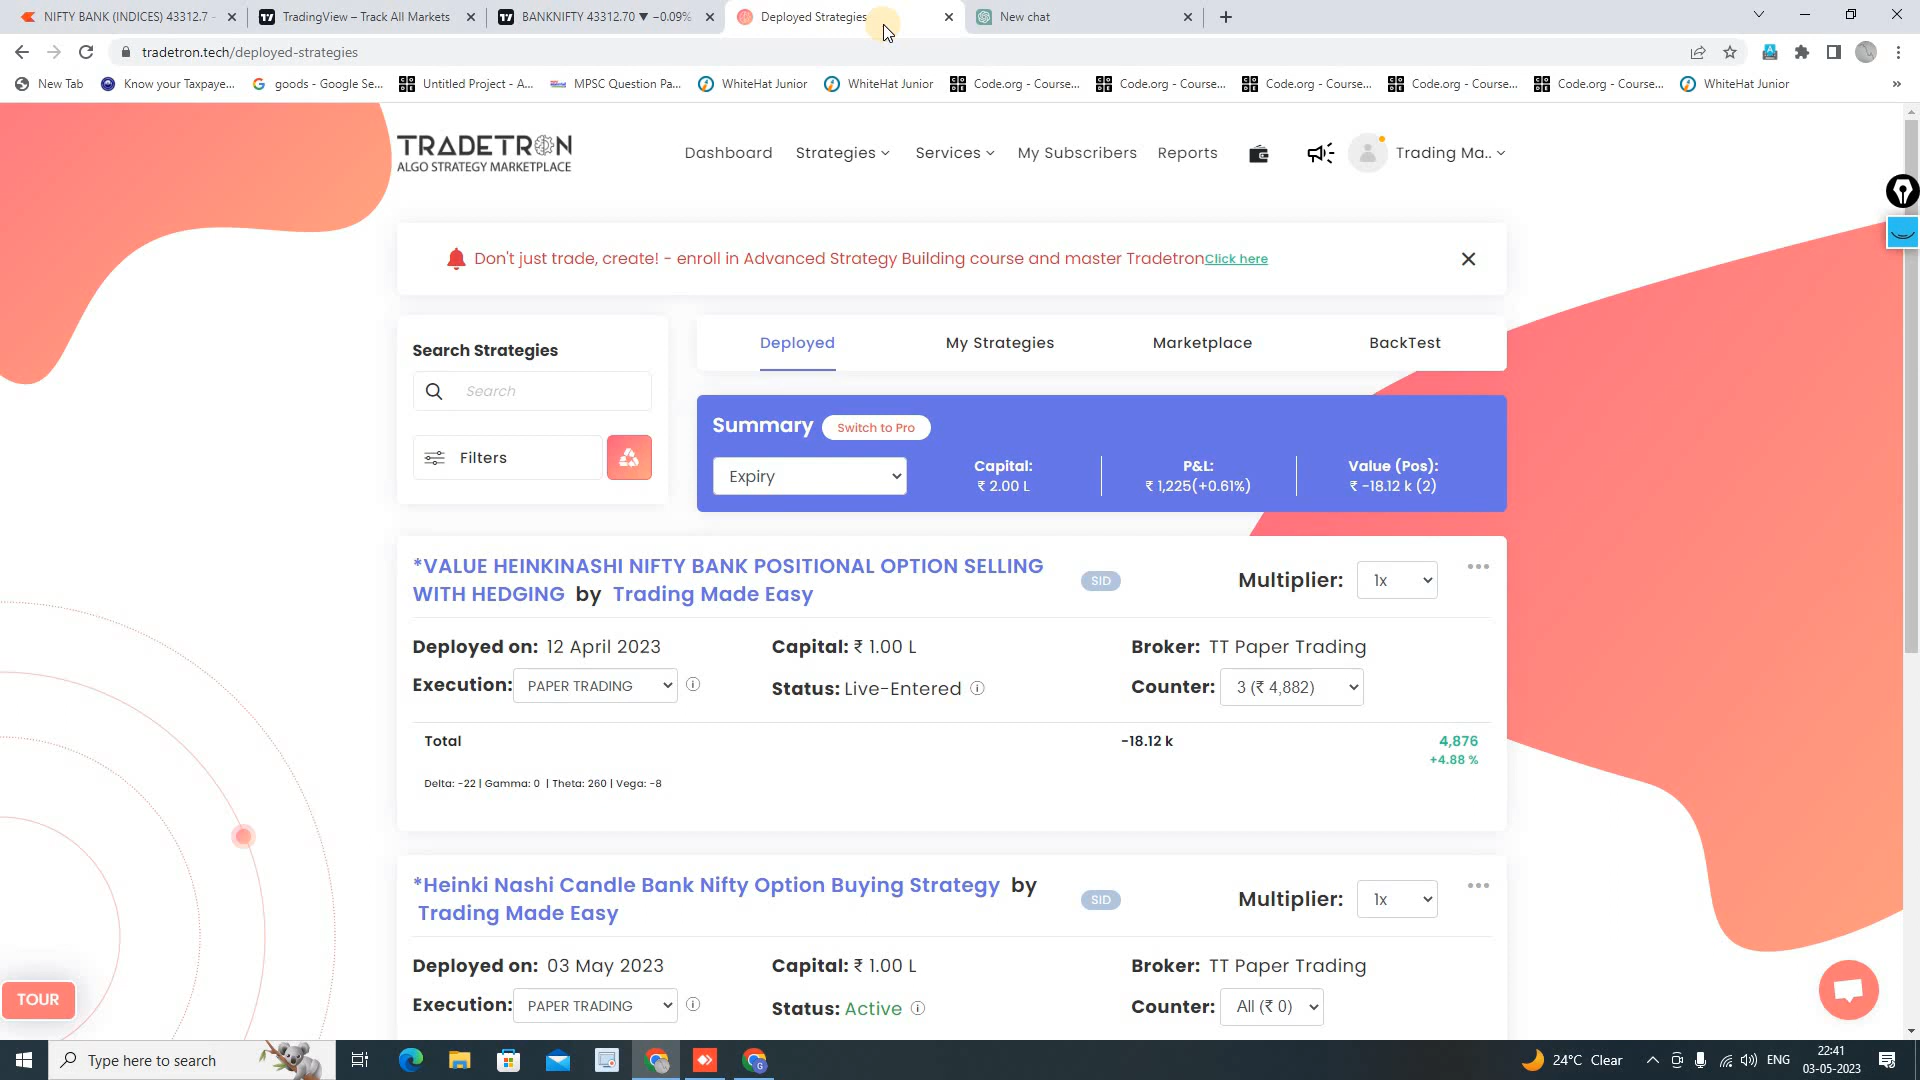 NIFTY BANK (INDICES) 43312.7 -
TradingView – Track All Markets
BANKNIFTY 43312.70 ▼ −0.09%
Deployed Strategies
New chat
tradetron.tech/deployed-strategies
New Tab
Know your Taxpaye...
goods - Google Se...
Untitled Project - A...
MPSC Question Pa...
WhiteHat Junior
WhiteHat Junior
Code.org - Course...
Code.org - Course...
Code.org - Course...
Code.org - Course...
Code.org - Course...
WhiteHat Junior
TRADETRON
ALGO STRATEGY MARKETPLACE
Dashboard
Strategies
Services
My Subscribers
Reports
Trading Ma..
Don't just trade, create! - enroll in Advanced Strategy Building course and master Tradetron Click here
Search Strategies
Search
Filters
Deployed
My Strategies
Marketplace
BackTest
Summary
Switch to Pro
Expiry
Capital:
₹ 2.00 L
P&L:
₹ 1,225(+0.61%)
Value (Pos):
₹ -18.12 k (2)
*VALUE HEINKINASHI NIFTY BANK POSITIONAL OPTION SELLING
WITH HEDGING by Trading Made Easy
SID
Multiplier: 1x
Deployed on: 12 April 2023
Capital: ₹ 1.00 L
Broker: TT Paper Trading
Execution: PAPER TRADING
Status: Live-Entered
Counter: 3 (₹ 4,882)
Total
-18.12 k
4,876
+4.88 %
Delta: -22 | Gamma: 0 | Theta: 260 | Vega: -8
*Heinki Nashi Candle Bank Nifty Option Buying Strategy by
Trading Made Easy
SID
Multiplier: 1x
Deployed on: 03 May 2023
Capital: ₹ 1.00 L
Broker: TT Paper Trading
Execution: PAPER TRADING
Status: Active
Counter: All (₹ 0)
TOUR
Type here to search
24°C Clear
ENG
22:41
03-05-2023